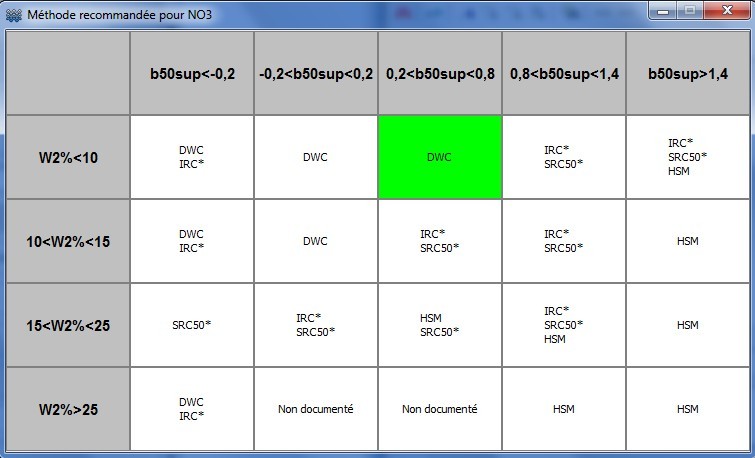 Méthode recommandée pour NO3
b50sup<-0,2
-0,2<b50sup<0,2
0,2<b50sup<0,8
0,8<b50sup<1,4
b50sup>1,4
W2%<10
DWC
IRC*
DWC
DWC
IRC*
SRC50*
IRC*
SRC50*
HSM
10<W2%<15
DWC
IRC*
DWC
IRC*
SRC50*
IRC*
SRC50*
HSM
15<W2%<25
SRC50*
IRC*
SRC50*
HSM
SRC50*
IRC*
SRC50*
HSM
HSM
W2%>25
DWC
IRC*
Non documenté
Non documenté
HSM
HSM